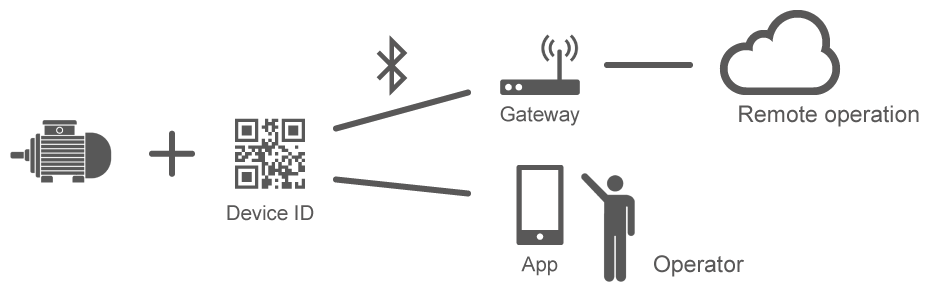 Gateway
Remote operation
Device ID
App
Operator